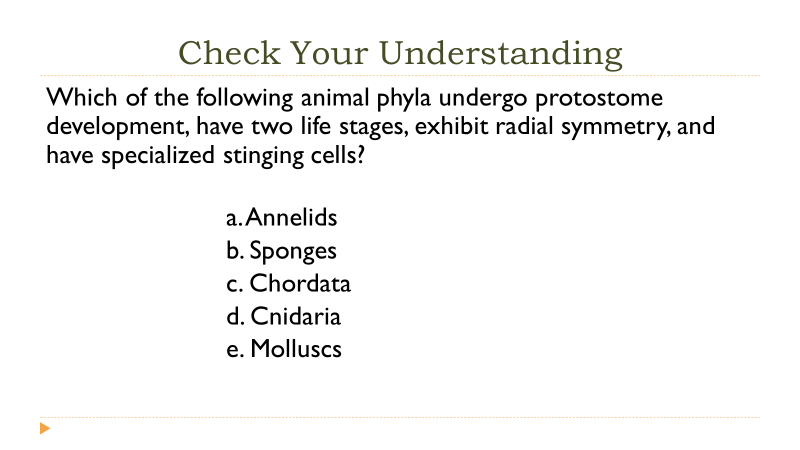 Check Your Understanding
Which of the following animal phyla undergo protostome
development, have two life stages, exhibit radial symmetry, and
have specialized stinging cells?
a. Annelids
b. Sponges
c. Chordata
d. Cnidaria
e. Molluscs